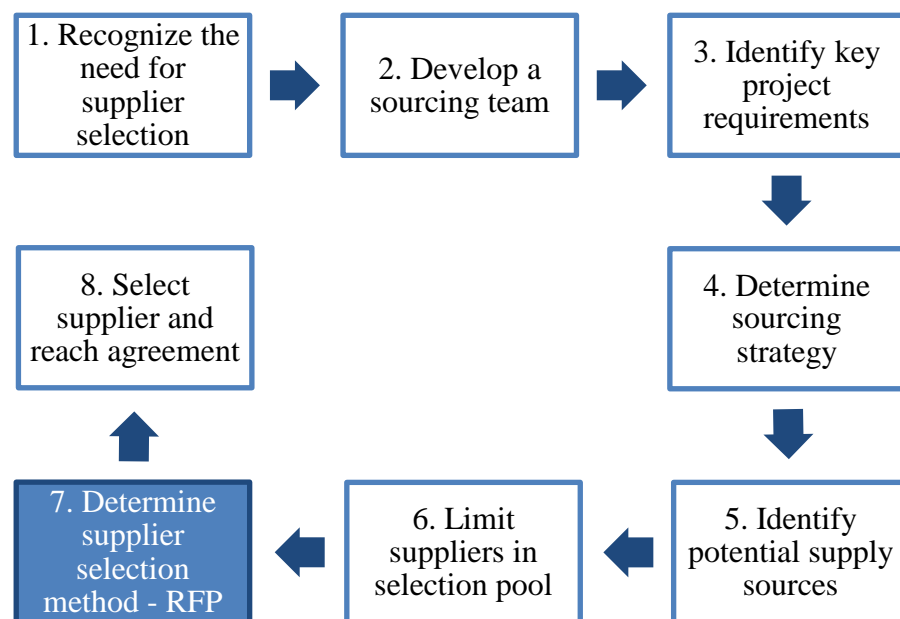 1. Recognize the
need for
supplier
selection
2. Develop a
sourcing team
3. Identify key
project
requirements
4. Determine
sourcing
strategy
5. Identify
potential supply
sources
6. Limit
suppliers in
selection pool
7. Determine
supplier
selection
method - RFP
8. Select
supplier and
reach agreement